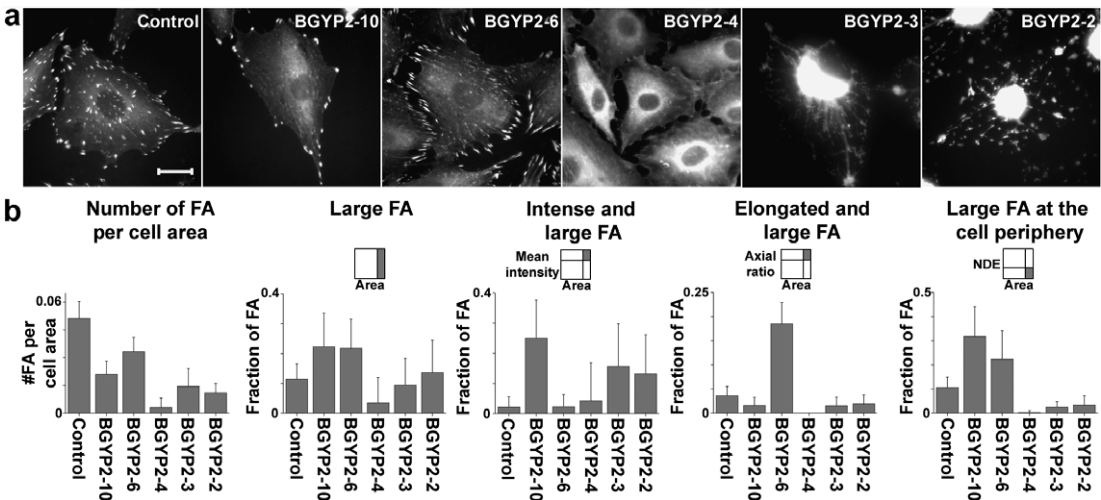 a
Control
BGYP2-10
BGYP2-6
BGYP2-4
BGYP2-3
BGYP2-2
b
Number of FA
per cell area
Large FA
Intense and
large FA
Elongated and
large FA
Large FA at the
cell periphery
Area
Mean
intensity
Area
Axial
ratio
Area
NDE
Area
#FA per
cell area
0.06
0
Control
BGYP2-10
BGYP2-6
BGYP2-4
BGYP2-3
BGYP2-2
Fraction of FA
0.4
0
Control
BGYP2-10
BGYP2-6
BGYP2-4
BGYP2-3
BGYP2-2
Fraction of FA
0.4
0
Control
BGYP2-10
BGYP2-6
BGYP2-4
BGYP2-3
BGYP2-2
Fraction of FA
0.25
0
Control
BGYP2-10
BGYP2-6
BGYP2-4
BGYP2-3
BGYP2-2
Fraction of FA
0.5
0
Control
BGYP2-10
BGYP2-6
BGYP2-4
BGYP2-3
BGYP2-2